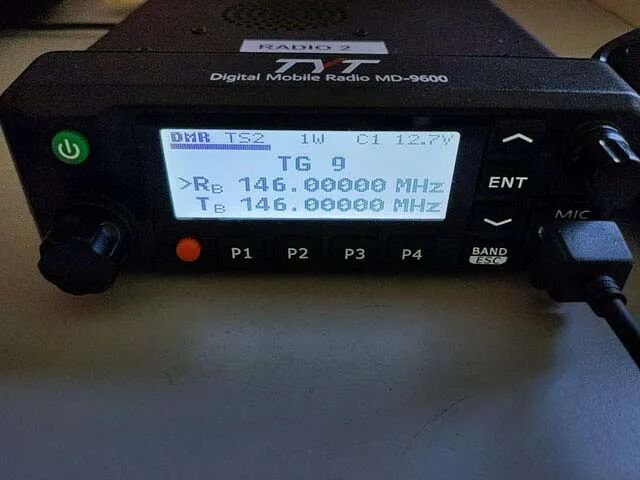 RADIO 2
TYT
Digital Mobile Radio MD-9600
DMR TS2 1W C1 12.7V
TG 9
>RB 146.00000 MHz
TB 146.00000 MHz
ENT
MIC
P1 P2 P3 P4
BAND
ESC